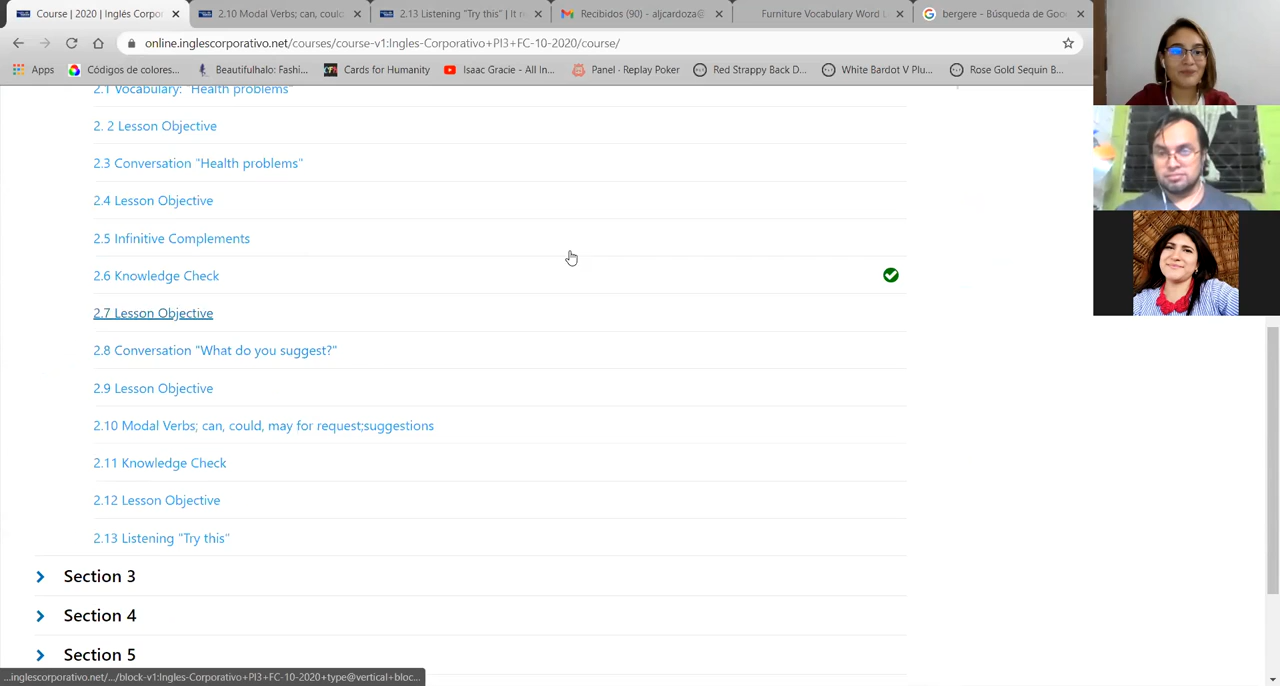 Course | 2020 | Inglés Corpor
2.10 Modal Verbs; can, could
2.13 Listening "Try this" | It r
Recibidos (90) - aljcardoza@
Furniture Vocabulary Word L
bergere - Búsqueda de Goo
online.inglescorporativo.net/courses/course-v1:Ingles-Corporativo+PI3+FC-10-2020/course/
Apps
Códigos de colores...
Beautifulhalo: Fashi...
Cards for Humanity
Isaac Gracie - All In...
Panel · Replay Poker
Red Strappy Back D...
White Bardot V Plu...
Rose Gold Sequin B...
2.1 Vocabulary: "Health problems"
2. 2 Lesson Objective
2.3 Conversation "Health problems"
2.4 Lesson Objective
2.5 Infinitive Complements
2.6 Knowledge Check
2.7 Lesson Objective
2.8 Conversation "What do you suggest?"
2.9 Lesson Objective
2.10 Modal Verbs; can, could, may for request;suggestions
2.11 Knowledge Check
2.12 Lesson Objective
2.13 Listening "Try this"
Section 3
Section 4
Section 5
...inglescorporativo.net/.../block-v1:Ingles-Corporativo+PI3+FC-10-2020+type@vertical+bloc...